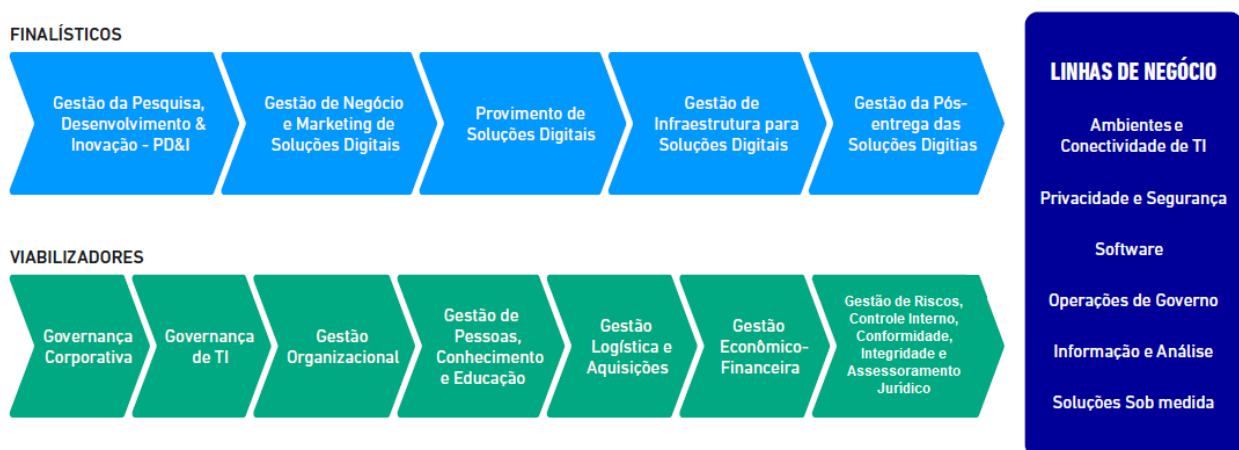 FINALÍSTICOS
Gestão da Pesquisa,
Desenvolvimento &
Inovação - PD&I
Gestão de Negócio
e Marketing de
Soluções Digitais
Provimento de
Soluções Digitais
Gestão de
Infraestrutura para
Soluções Digitais
Gestão da Pós-
entrega das
Soluções Digitias
VIABILIZADORES
Governança
Corporativa
Governança
de TI
Gestão
Organizacional
Gestão de
Pessoas,
Conhecimento
e Educação
Gestão
Logística e
Aquisições
Gestão
Econômico-
Financeira
Gestão de Riscos,
Controle Interno,
Conformidade,
Integridade e
Assessoramento
Jurídico
LINHAS DE NEGÓCIO
Ambientes e
Conectividade de TI
Privacidade e Segurança
Software
Operações de Governo
Informação e Análise
Soluções Sob medida